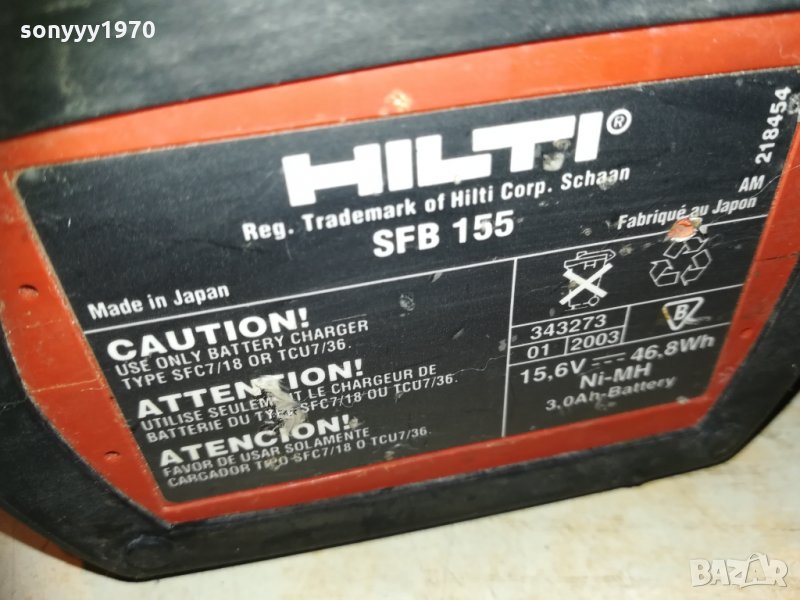 sonyyy1970
HILTI®
218454
Reg. Trademark of Hilti Corp. Schaan
AM
SFB 155
Fabriqué au Japon
Made in Japan
CAUTION!
USE ONLY BATTERY CHARGER
TYPE SFC7/18 OR TCU7/36.
ATTENTION!
UTILISE SEULEMENT LE CHARGEUR DE
BATTERIE DU TYPE SFC7/18 OU TCU7/36.
ATENCION!
FAVOR DE USAR SOLAMENTE
CARGADOR TIPO SFC7/18 O TCU7/36.
343273
01 2003
15,6V 46,8Wh
Ni-MH
3,0Ah-Battery
BAZAR